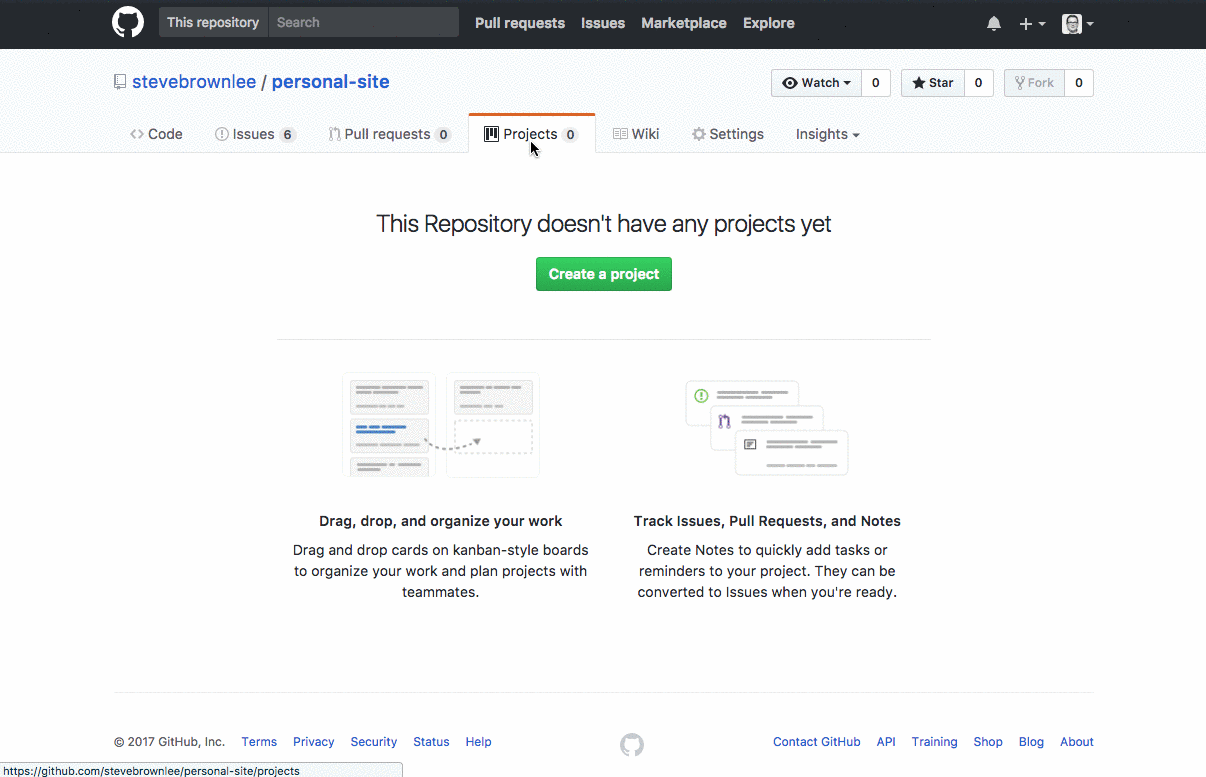 This repository Search Pull requests Issues Marketplace Explore
stevebrownlee / personal-site Watch 0 Star 0 Fork 0
Code Issues 6 Pull requests 0 Projects 0 Wiki Settings Insights
This Repository doesn't have any projects yet
Create a project
Drag, drop, and organize your work
Drag and drop cards on kanban-style boards
to organize your work and plan projects with
teammates.
Track Issues, Pull Requests, and Notes
Create Notes to quickly add tasks or
reminders to your project. They can be
converted to Issues when you're ready.
© 2017 GitHub, Inc. Terms Privacy Security Status Help Contact GitHub API Training Shop Blog About
https://github.com/stevebrownlee/personal-site/projects